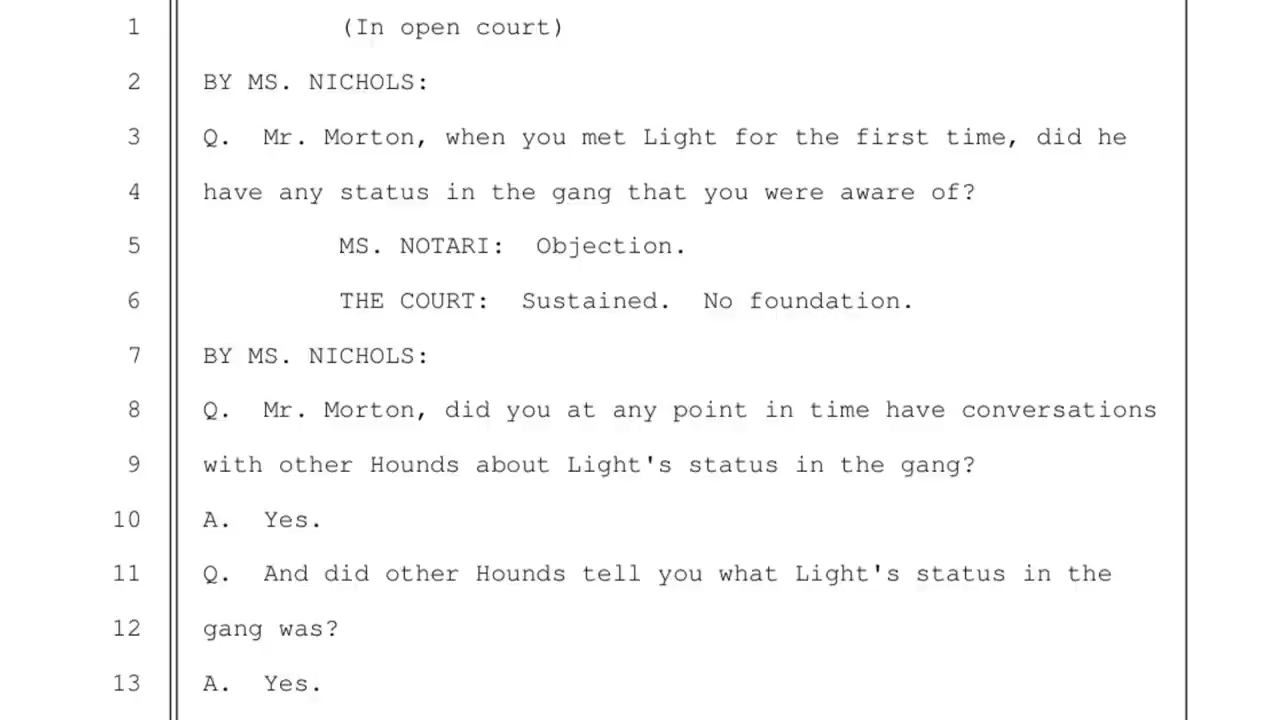 1 (In open court)
2 BY MS. NICHOLS:
3 Q. Mr. Morton, when you met Light for the first time, did he
4 have any status in the gang that you were aware of?
5 MS. NOTARI: Objection.
6 THE COURT: Sustained. No foundation.
7 BY MS. NICHOLS:
8 Q. Mr. Morton, did you at any point in time have conversations
9 with other Hounds about Light's status in the gang?
10 A. Yes.
11 Q. And did other Hounds tell you what Light's status in the
12 gang was?
13 A. Yes.